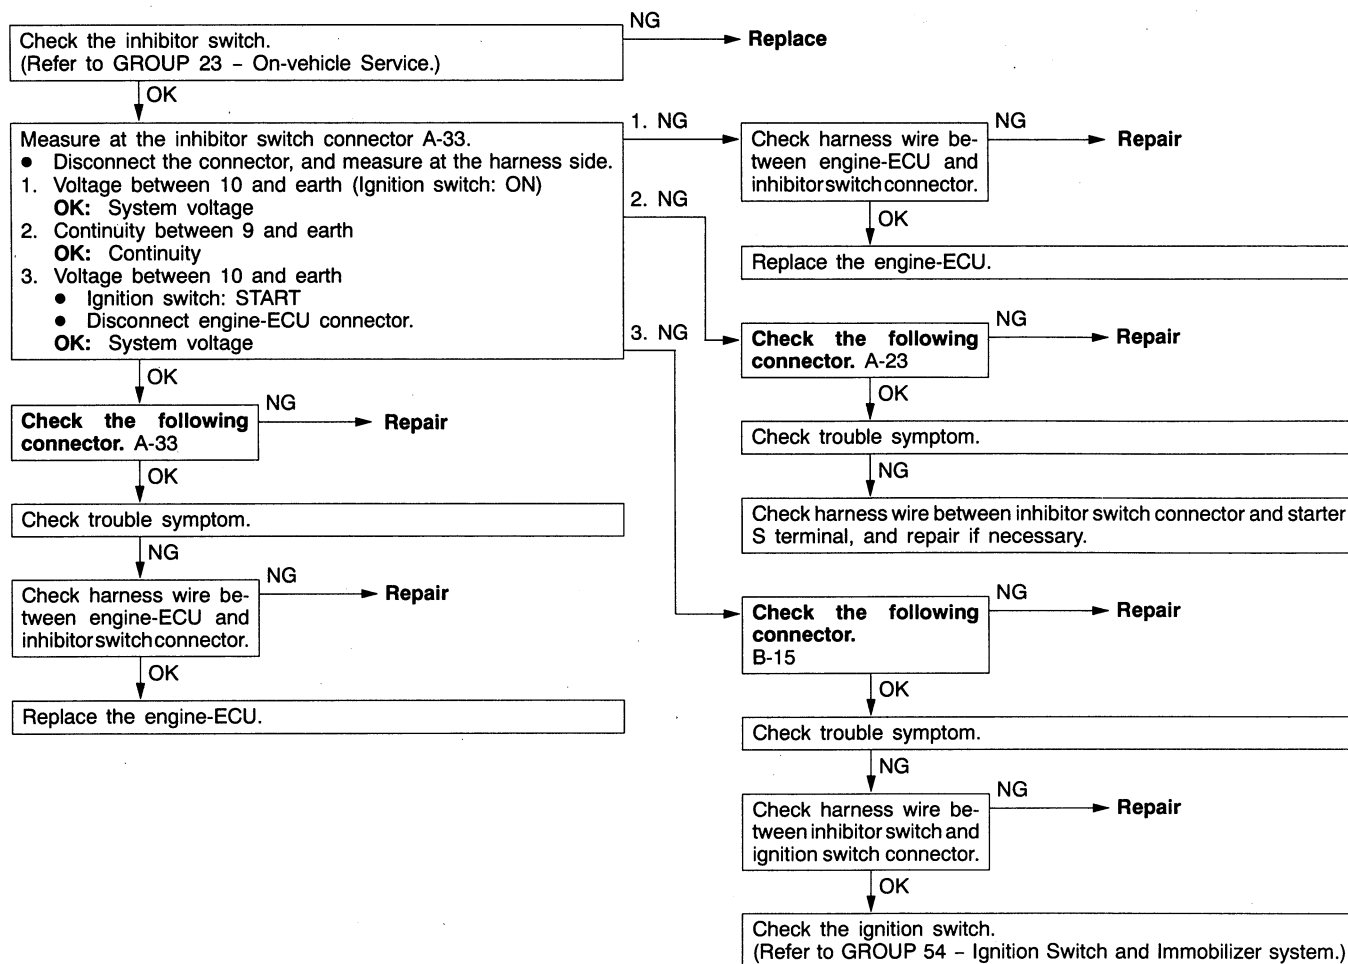 Check the inhibitor switch.
(Refer to GROUP 23 – On-vehicle Service.)
NG
Replace
OK
Measure at the inhibitor switch connector A-33.
● Disconnect the connector, and measure at the harness side.
1. Voltage between 10 and earth (Ignition switch: ON)
OK: System voltage
2. Continuity between 9 and earth
OK: Continuity
3. Voltage between 10 and earth
● Ignition switch: START
● Disconnect engine-ECU connector.
OK: System voltage
OK
Check the following
connector. A-33
NG
Repair
OK
Check trouble symptom.
NG
Check harness wire be-
tween engine-ECU and
inhibitor switch connector.
NG
Repair
OK
Replace the engine-ECU.
1. NG
Check harness wire be-
tween engine-ECU and
inhibitor switch connector.
NG
Repair
OK
Replace the engine-ECU.
2. NG
Check the following
connector. A-23
NG
Repair
OK
Check trouble symptom.
NG
Check harness wire between inhibitor switch connector and starter
S terminal, and repair if necessary.
3. NG
Check the following
connector.
B-15
NG
Repair
OK
Check trouble symptom.
NG
Check harness wire be-
tween inhibitor switch and
ignition switch connector.
NG
Repair
OK
Check the ignition switch.
(Refer to GROUP 54 – Ignition Switch and Immobilizer system.)